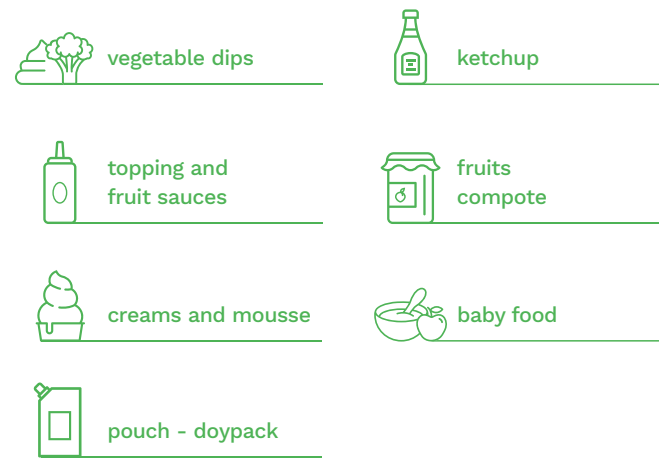 vegetable dips
ketchup
topping and
fruit sauces
fruits
compote
creams and mousse
baby food
pouch - doypack